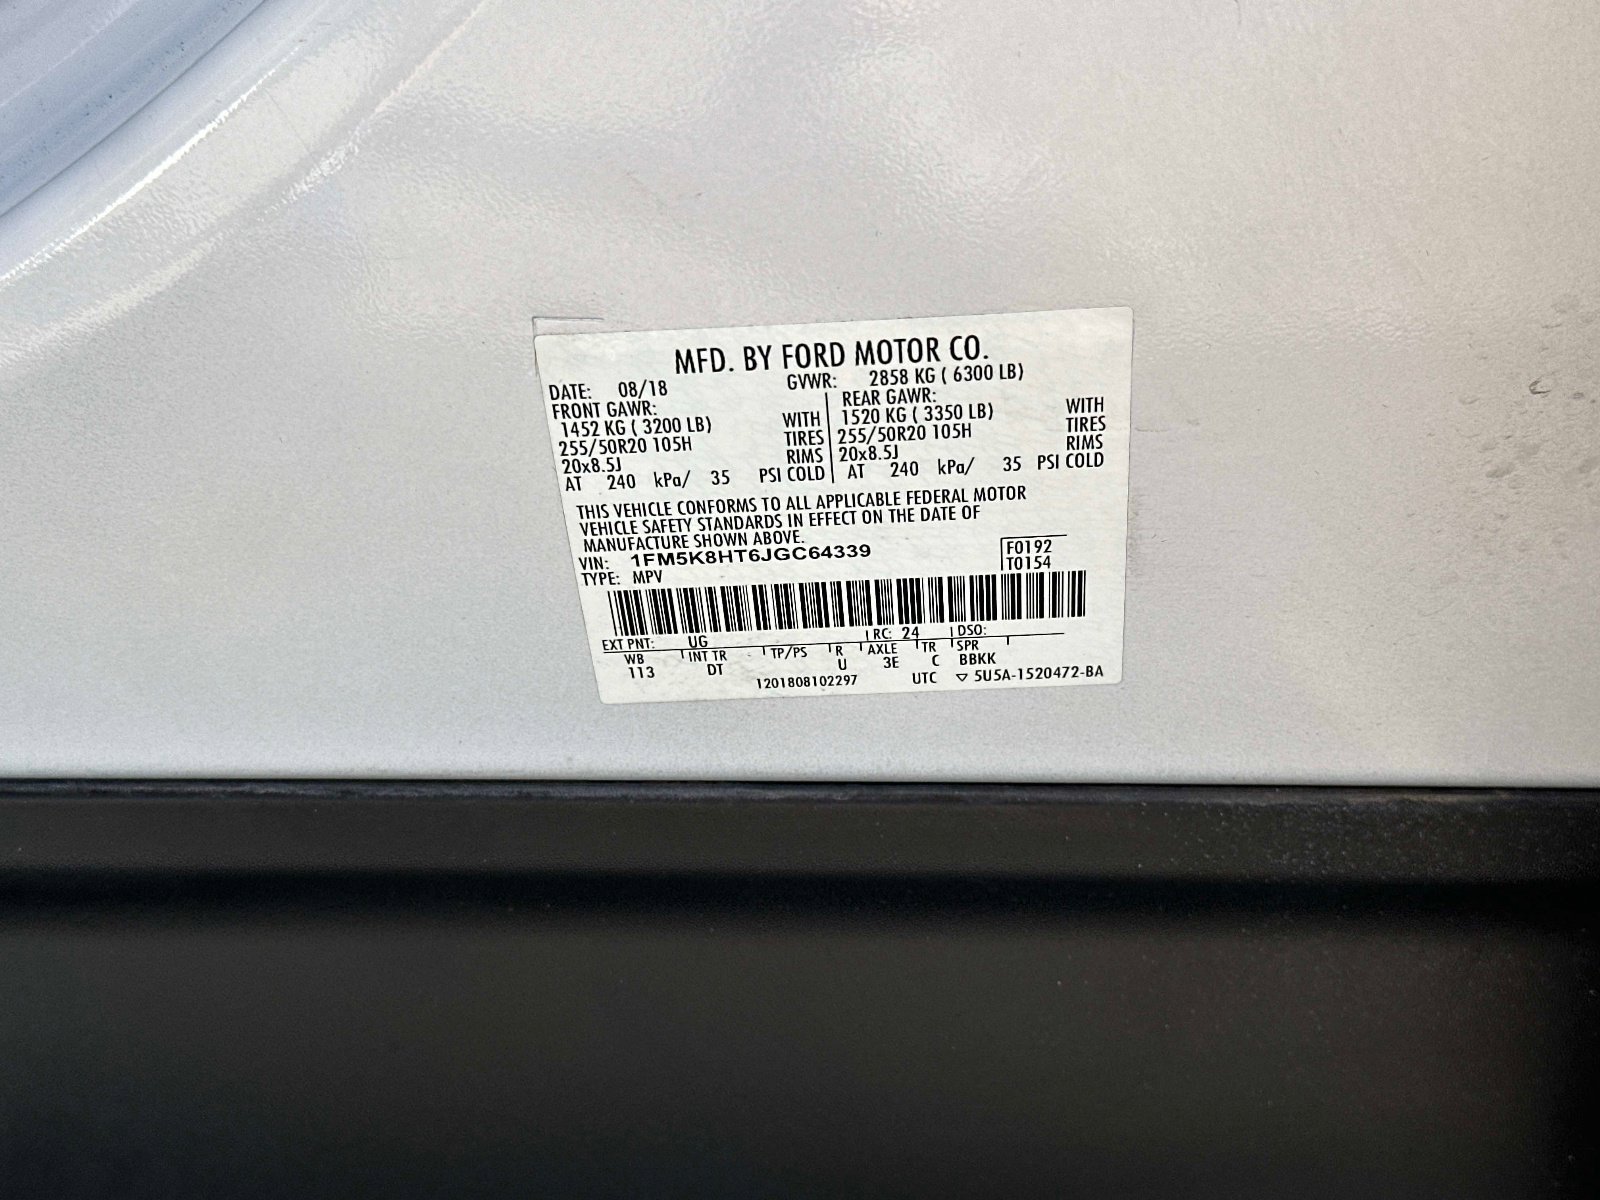 MFD. BY FORD MOTOR CO.
DATE: 08/18 GVWR: 2858 KG ( 6300 LB)
FRONT GAWR: REAR GAWR:
1452 KG ( 3200 LB) WITH 1520 KG ( 3350 LB) WITH
255/50R20 105H TIRES 255/50R20 105H TIRES
20x8.5J RIMS 20x8.5J RIMS
AT 240 kPa/ 35 PSI COLD AT 240 kPa/ 35 PSI COLD
THIS VEHICLE CONFORMS TO ALL APPLICABLE FEDERAL MOTOR
VEHICLE SAFETY STANDARDS IN EFFECT ON THE DATE OF
MANUFACTURE SHOWN ABOVE.
VIN: 1FM5K8HT6JGC64339 F0192
TYPE: MPV T0154
EXT PNT: UG RC: 24 DSO:
WB INT TR TP/PS R AXLE TR SPR
113 DT U 3E C BBKK
1201808102297 UTC ▽ 5U5A-1520472-BA